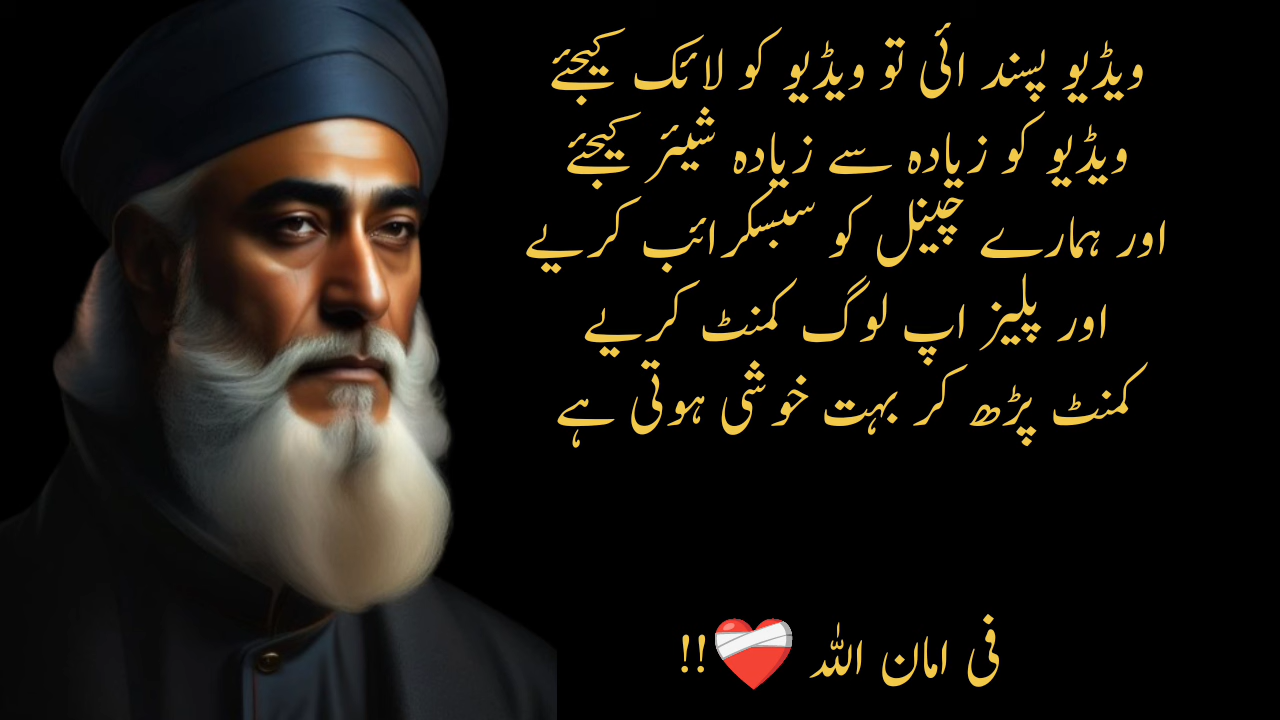 ویڈیو پسند ائی تو ویڈیو کو لائک کیجئے
ویڈیو کو زیادہ سے زیادہ شیئر کیجئے
اور ہمارے چینل کو سبسکرائب کریے
اور پلیز اپ لوگ کمنٹ کریے
کمنٹ پڑھ کر بہت خوشی ہوتی ہے
فی امان اللہ ❤️‍🩹!!